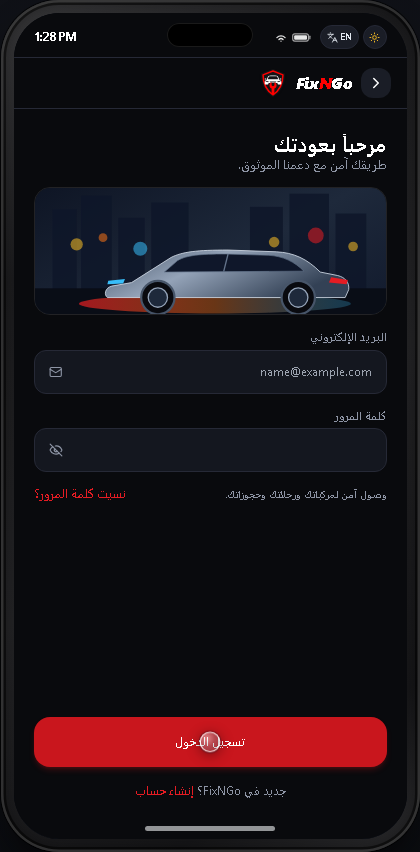 1:28 PM
EN
FixNGo
مرحباً بعودتك
طريقك آمن مع دعمنا الموثوق.
البريد الإلكتروني
name@example.com
كلمة المرور
وصول آمن لمركباتك ورحلاتك وحجوزاتك.
نسيت كلمة المرور؟
تسجيل الدخول
جديد في FixNGo؟ إنشاء حساب